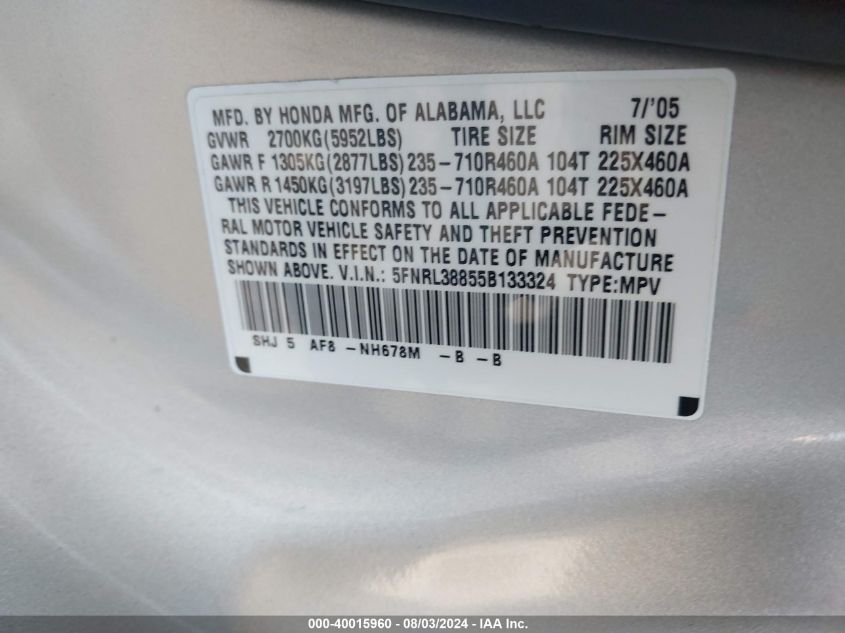 MFD. BY HONDA MFG. OF ALABAMA, LLC 7/'05
GVWR 2700KG(5952LBS) TIRE SIZE RIM SIZE
GAWR F 1305KG(2877LBS) 235-710R460A 104T 225X460A
GAWR R 1450KG(3197LBS) 235-710R460A 104T 225X460A
THIS VEHICLE CONFORMS TO ALL APPLICABLE FEDE-
RAL MOTOR VEHICLE SAFETY AND THEFT PREVENTION
STANDARDS IN EFFECT ON THE DATE OF MANUFACTURE
SHOWN ABOVE. V.I.N.: 5FNRL38855B133324 TYPE:MPV
SHJ 5 AF8 -NH678M -B -B
000-40015960 - 08/03/2024 - IAA Inc.